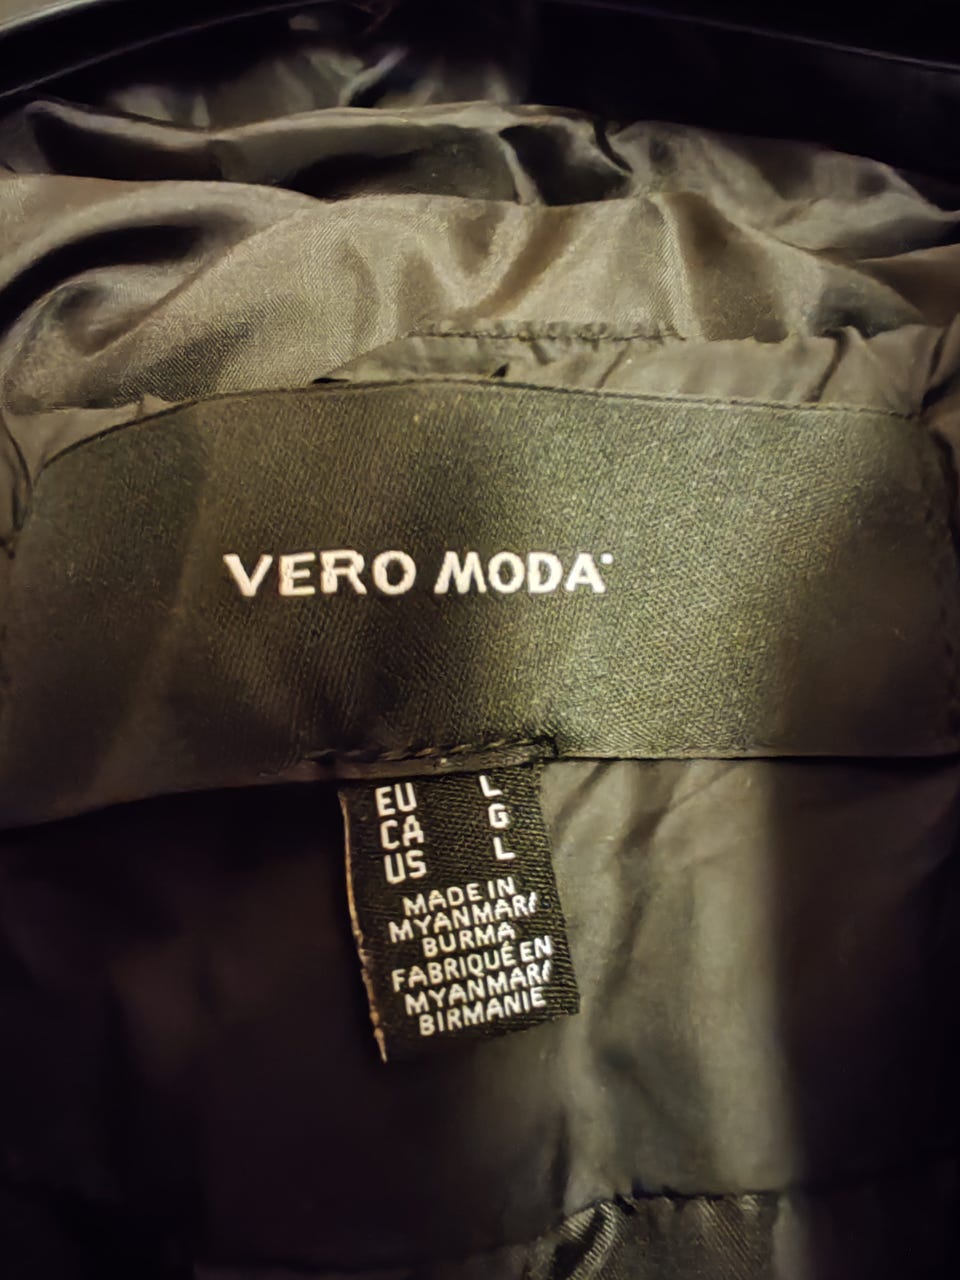 VERO MODA
EU L
CA G
US L
MADE IN
MYANMAR/
BURMA
FABRIQUÉ EN
MYANMAR/
BIRMANIE